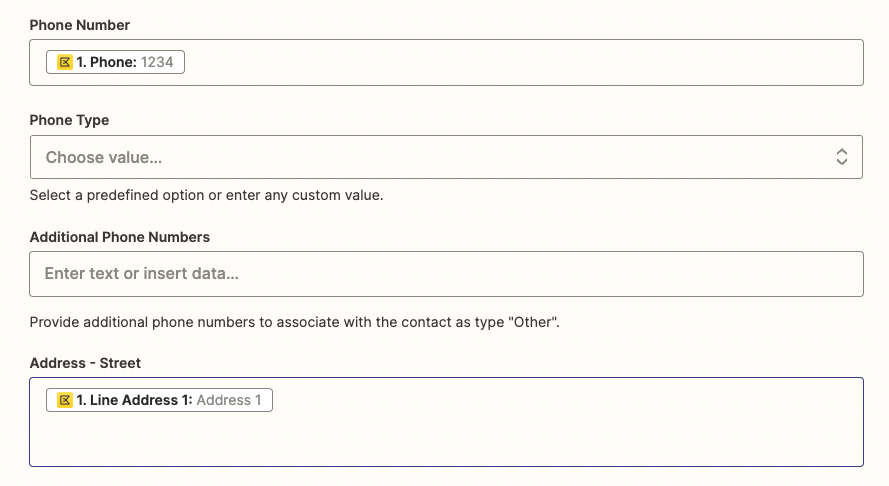 Phone Number
1. Phone: 1234
Phone Type
Choose value...
Select a predefined option or enter any custom value.
Additional Phone Numbers
Enter text or insert data...
Provide additional phone numbers to associate with the contact as type "Other".
Address - Street
1. Line Address 1: Address 1